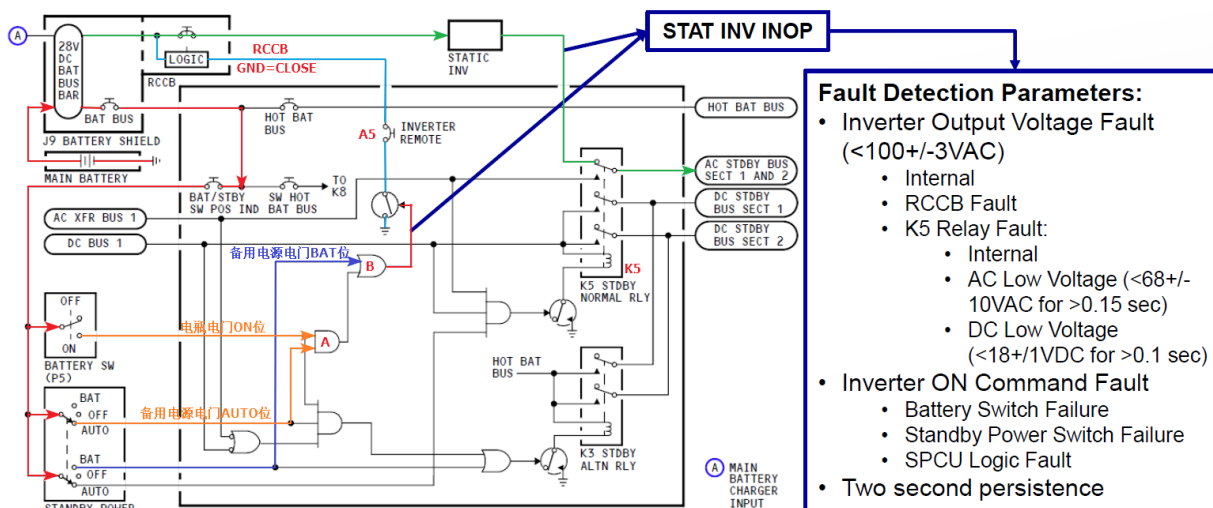 STAT INV INOP
A
28V
DC
BAT
BUS
BAR
LOGIC
RCCB
RCCB
GND=CLOSE
STATIC
INV
BAT BUS
J9 BATTERY SHIELD
MAIN BATTERY
HOT BAT
BUS
HOT BAT BUS
A5
INVERTER
REMOTE
BAT/STBY
SW POS IND
SW HOT
BAT BUS
TO
K8
AC STDBY BUS
SECT 1 AND 2
DC STDBY
BUS SECT 1
DC STDBY
BUS SECT 2
AC XFR BUS 1
DC BUS 1
备用电源电门BAT位
B
K5
K5 STDBY
NORMAL RLY
OFF
ON
BATTERY SW
(P5)
电瓶电门ON位
A
HOT BAT
BUS
BAT
OFF
AUTO
备用电源电门AUTO位
BAT
OFF
AUTO
STANDBY POWER
K3 STDBY
ALTN RLY
A MAIN
BATTERY
CHARGER
INPUT
Fault Detection Parameters:
• Inverter Output Voltage Fault
(<100+/-3VAC)
• Internal
• RCCB Fault
• K5 Relay Fault:
• Internal
• AC Low Voltage (<68+/-
10VAC for >0.15 sec)
• DC Low Voltage
(<18+/1VDC for >0.1 sec)
• Inverter ON Command Fault
• Battery Switch Failure
• Standby Power Switch Failure
• SPCU Logic Fault
• Two second persistence